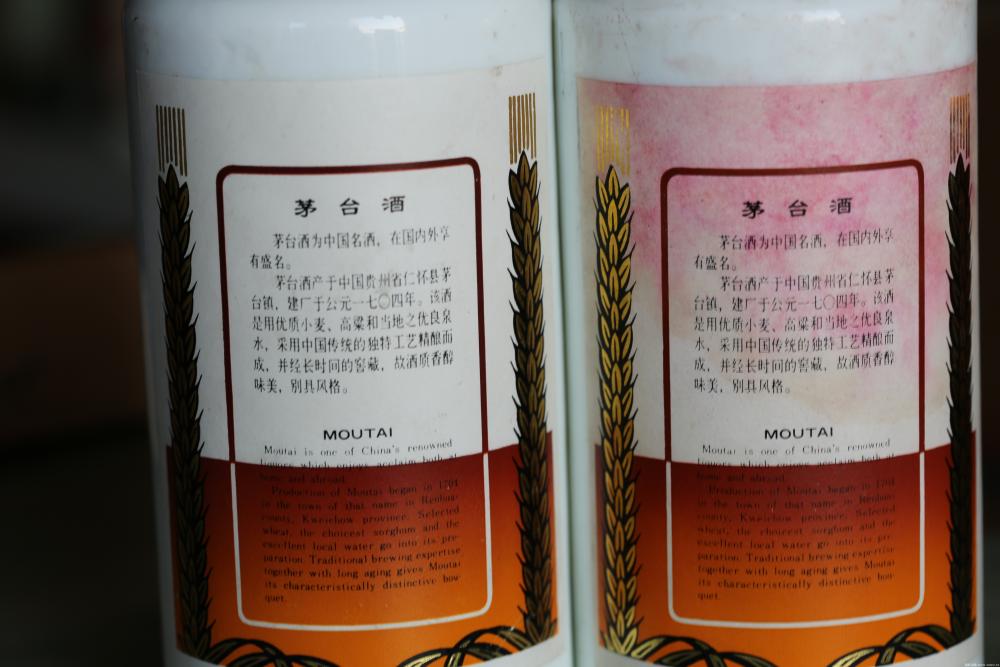 茅台酒
茅台酒为中国名酒，在国内外享
有盛名。
茅台酒产于中国贵州省仁怀县茅
台镇，建厂于公元一七〇四年。该酒
是用优质小麦、高粱和当地之优良泉
水，采用中国传统的独特工艺精酿而
成，并经长时间的窖藏，故酒质香醇
味美，别具风格。
MOUTAI
Moutai is one of China's renowned
liquors which enjoys acclaim both at
home and abroad.
Production of Moutai began in 1704
in the town of that name in Renhuai
county, Kweichow province. Selected
wheat, the choicest sorghum and the
excellent local water go into its pre-
paration. Traditional brewing expertise
together with long aging gives Moutai
its characteristically distinctive bou-
quet.
茅台酒
茅台酒为中国名酒，在国内外享
有盛名。
茅台酒产于中国贵州省仁怀县茅
台镇，建厂于公元一七〇四年。该酒
是用优质小麦、高粱和当地之优良泉
水，采用中国传统的独特工艺精酿而
成，并经长时间的窖藏，故酒质香醇
味美，别具风格。
MOUTAI
Moutai is one of China's renowned
liquors which enjoys acclaim both at
home and abroad.
Production of Moutai began in 1704
in the town of that name in Renhuai
county, Kweichow province. Selected
wheat, the choicest sorghum and the
excellent local water go into its pre-
paration. Traditional brewing expertise
together with long aging gives Moutai
its characteristically distinctive bou-
quet.